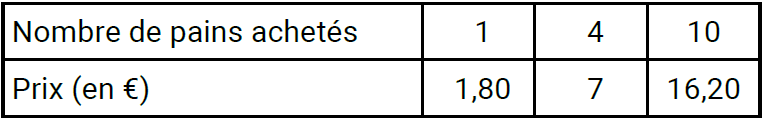 Nombre de pains achetés 1 4 10
Prix (en €) 1,80 7 16,20